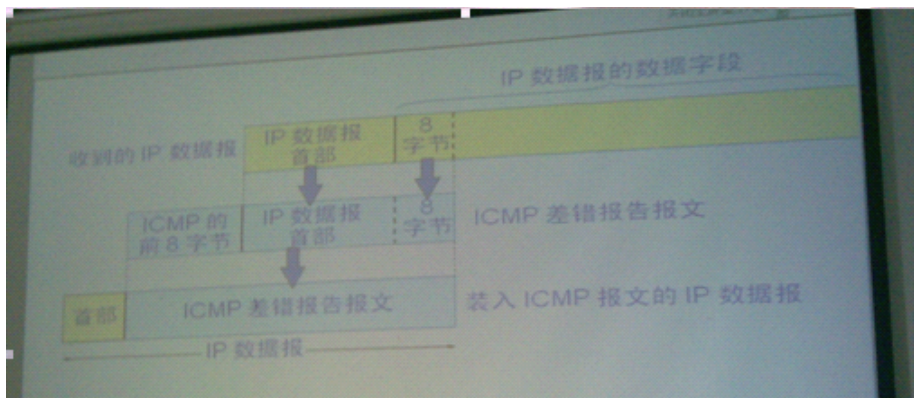 IP 数据报的数据字段
收到的 IP 数据报
IP 数据报
首部
8
字节
ICMP 的
前 8 字节
IP 数据报
首部
8
字节
ICMP 差错报告报文
首部
ICMP 差错报告报文
装入 ICMP 报文的 IP 数据报
IP 数据报